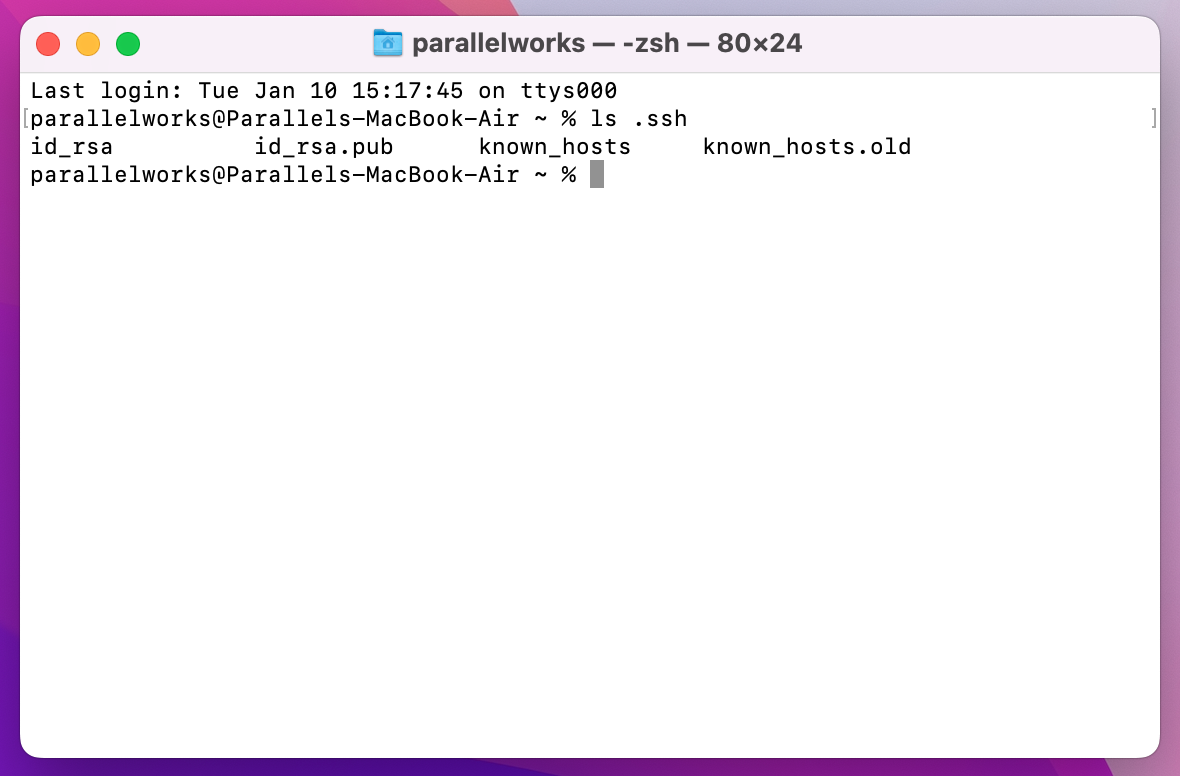 parallelworks — -zsh — 80×24
Last login: Tue Jan 10 15:17:45 on ttys000
[parallelworks@Parallels-MacBook-Air ~ % ls .ssh ]
id_rsa id_rsa.pub known_hosts known_hosts.old
parallelworks@Parallels-MacBook-Air ~ %